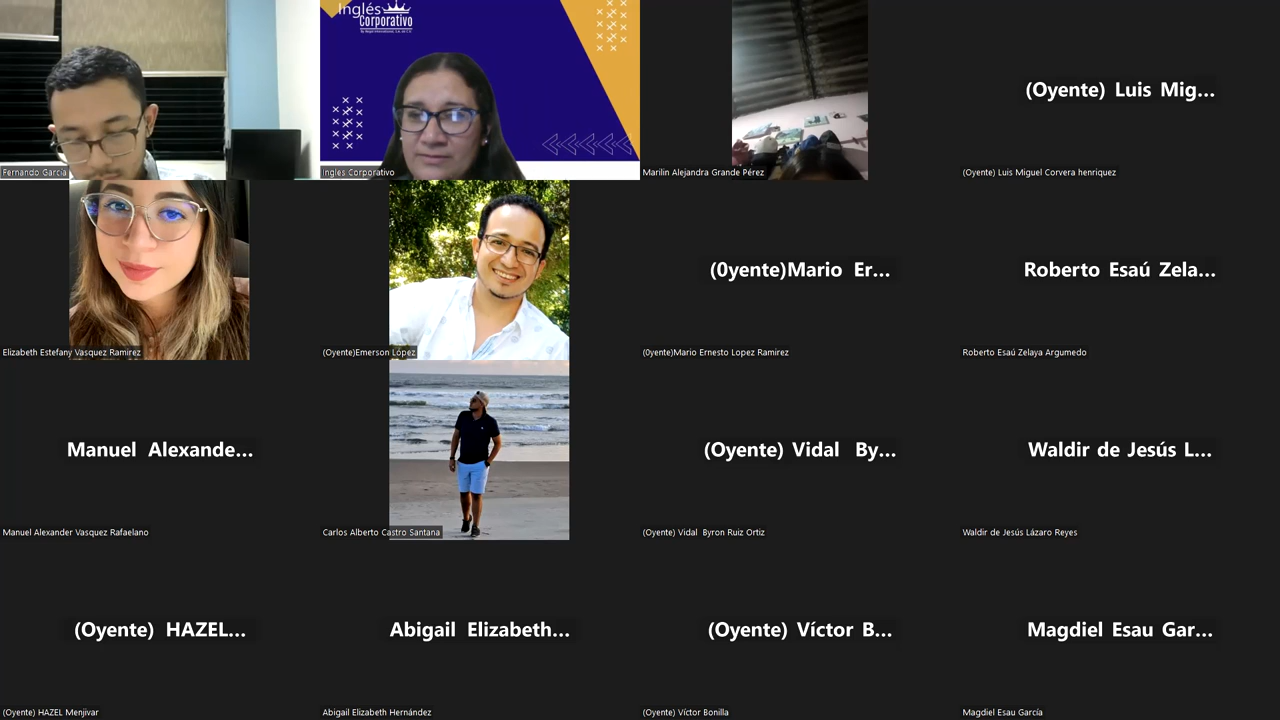 Inglés
Corporativo
Fernando García
Ingles Corporativo
Marilin Alejandra Grande Pérez
(Oyente) Luis Mig...
(Oyente) Luis Miguel Corvera henriquez
Elizabeth Estefany Vasquez Ramirez
(Oyente)Emerson López
(0yente)Mario Er...
(0yente)Mario Ernesto Lopez Ramirez
Roberto Esaú Zela...
Roberto Esaú Zelaya Argumedo
Manuel Alexande...
Manuel Alexander Vasquez Rafaelano
Carlos Alberto Castro Santana
(Oyente) Vidal By...
(Oyente) Vidal Byron Ruiz Ortiz
Waldir de Jesús L...
Waldir de Jesús Lázaro Reyes
(Oyente) HAZEL...
(Oyente) HAZEL Menjivar
Abigail Elizabeth...
Abigail Elizabeth Hernández
(Oyente) Víctor B...
(Oyente) Víctor Bonilla
Magdiel Esau Gar...
Magdiel Esau García